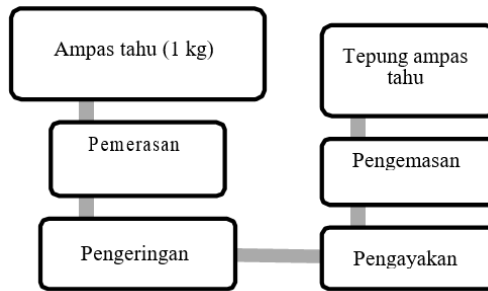 Ampas tahu (1 kg)
Pemerasan
Pengeringan
Pengayakan
Pengemasan
Tepung ampas
tahu